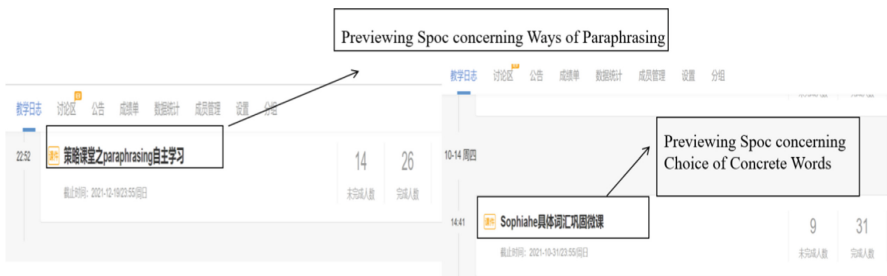 Previewing Spoc concerning Ways of Paraphrasing
教学日志 讨论区 公告 成绩单 数据统计 成员管理 设置 分组
22:52
策略课堂之paraphrasing自主学习
截止时间：2021-12-19/23:55/周日
14 26
未完成人数 完成人数
教学日志 讨论区 公告 成绩单 数据统计 成员管理 设置 分组
Previewing Spoc concerning
Choice of Concrete Words
10-14 周四
14:41
Sophiahe具体词汇巩固微课
截止时间：2021-10-31/23:55/周日
9 31
未完成人数 完成人数